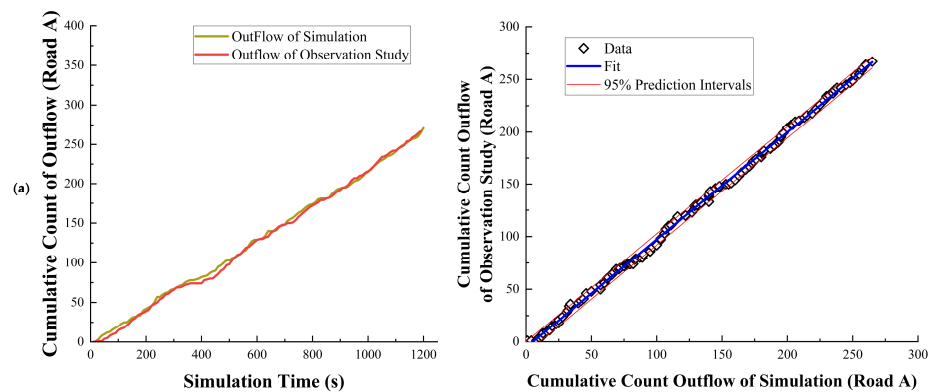 (a)
Cumulative Count of Outflow (Road A)
400
350
300
250
200
150
100
50
0
0
200
400
600
800
1000
1200
Simulation Time (s)
OutFlow of Simulation
Outflow of Observation Study
Cumulative Count Outflow
of Observation Study (Road A)
300
250
200
150
100
50
0
0
50
100
150
200
250
300
Cumulative Count Outflow of Simulation (Road A)
Data
Fit
95% Prediction Intervals